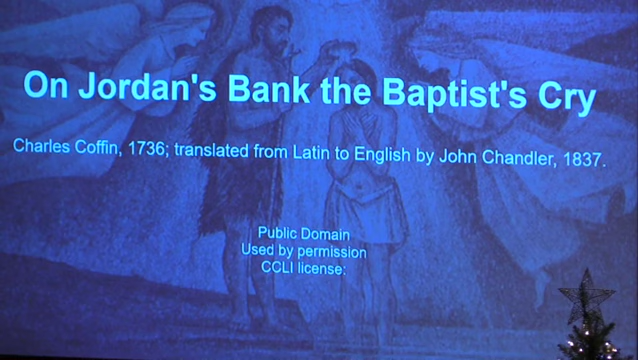 On Jordan's Bank the Baptist's Cry
Charles Coffin, 1736; translated from Latin to English by John Chandler, 1837.
Public Domain
Used by permission
CCLI license: